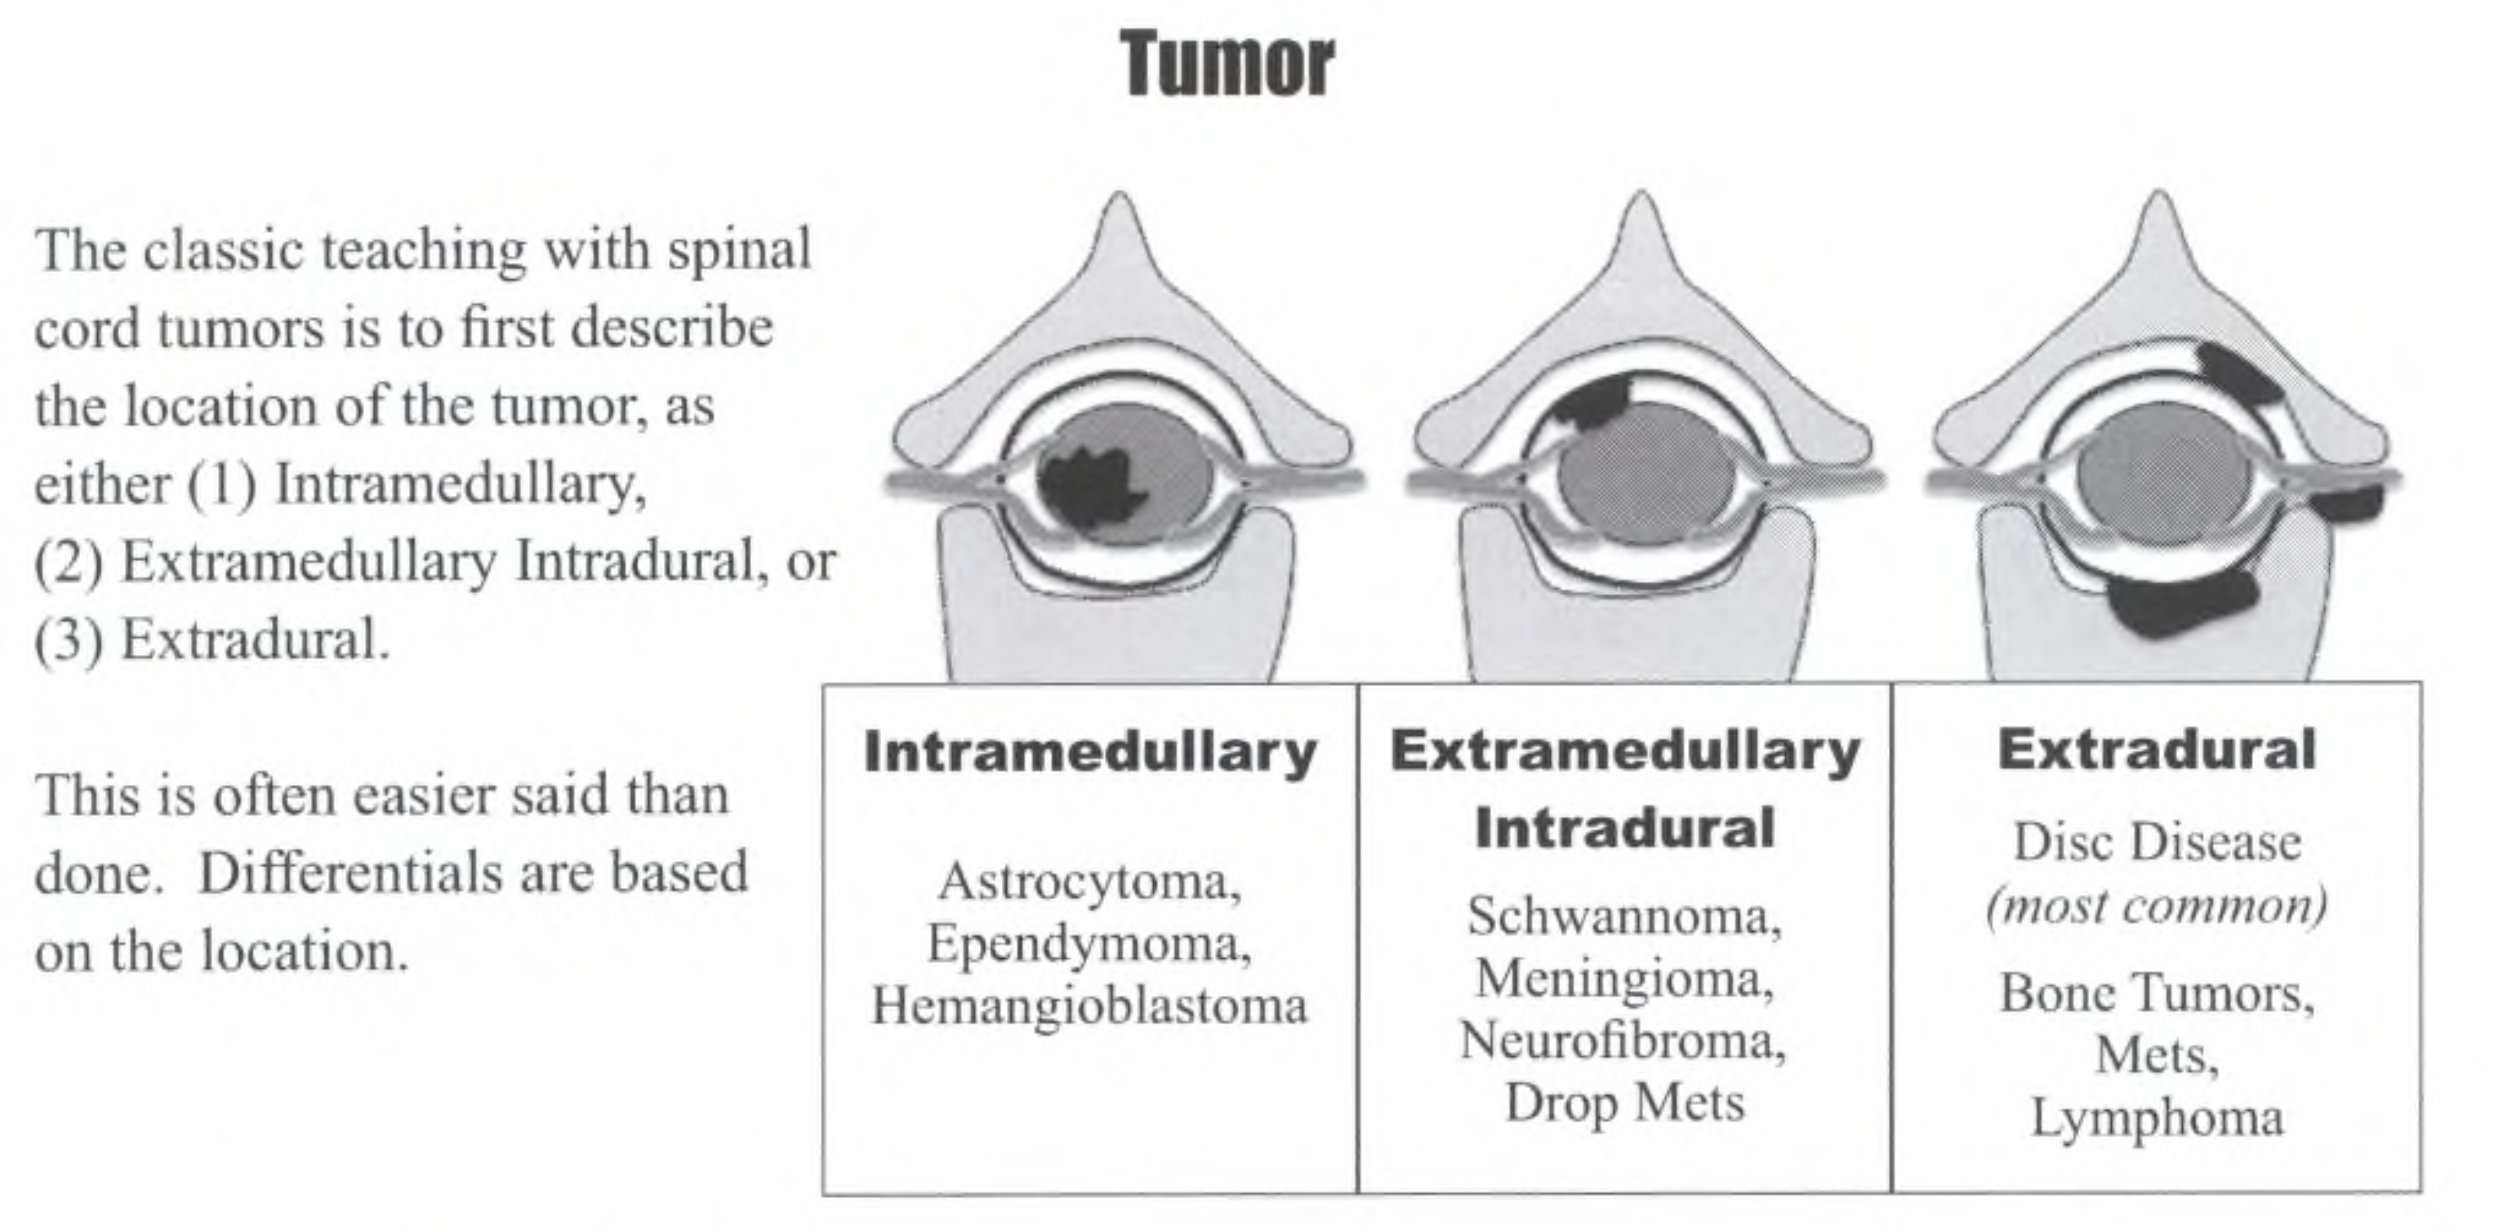 Tumor
The classic teaching with spinal
cord tumors is to first describe
the location of the tumor, as
either (1) Intramedullary,
(2) Extramedullary Intradural, or
(3) Extradural.
This is often easier said than
done. Differentials are based
on the location.
Intramedullary
Astrocytoma,
Ependymoma,
Hemangioblastoma
Extramedullary
Intradural
Schwannoma,
Meningioma,
Neurofibroma,
Drop Mets
Extradural
Disc Disease
(most common)
Bone Tumors,
Mets,
Lymphoma